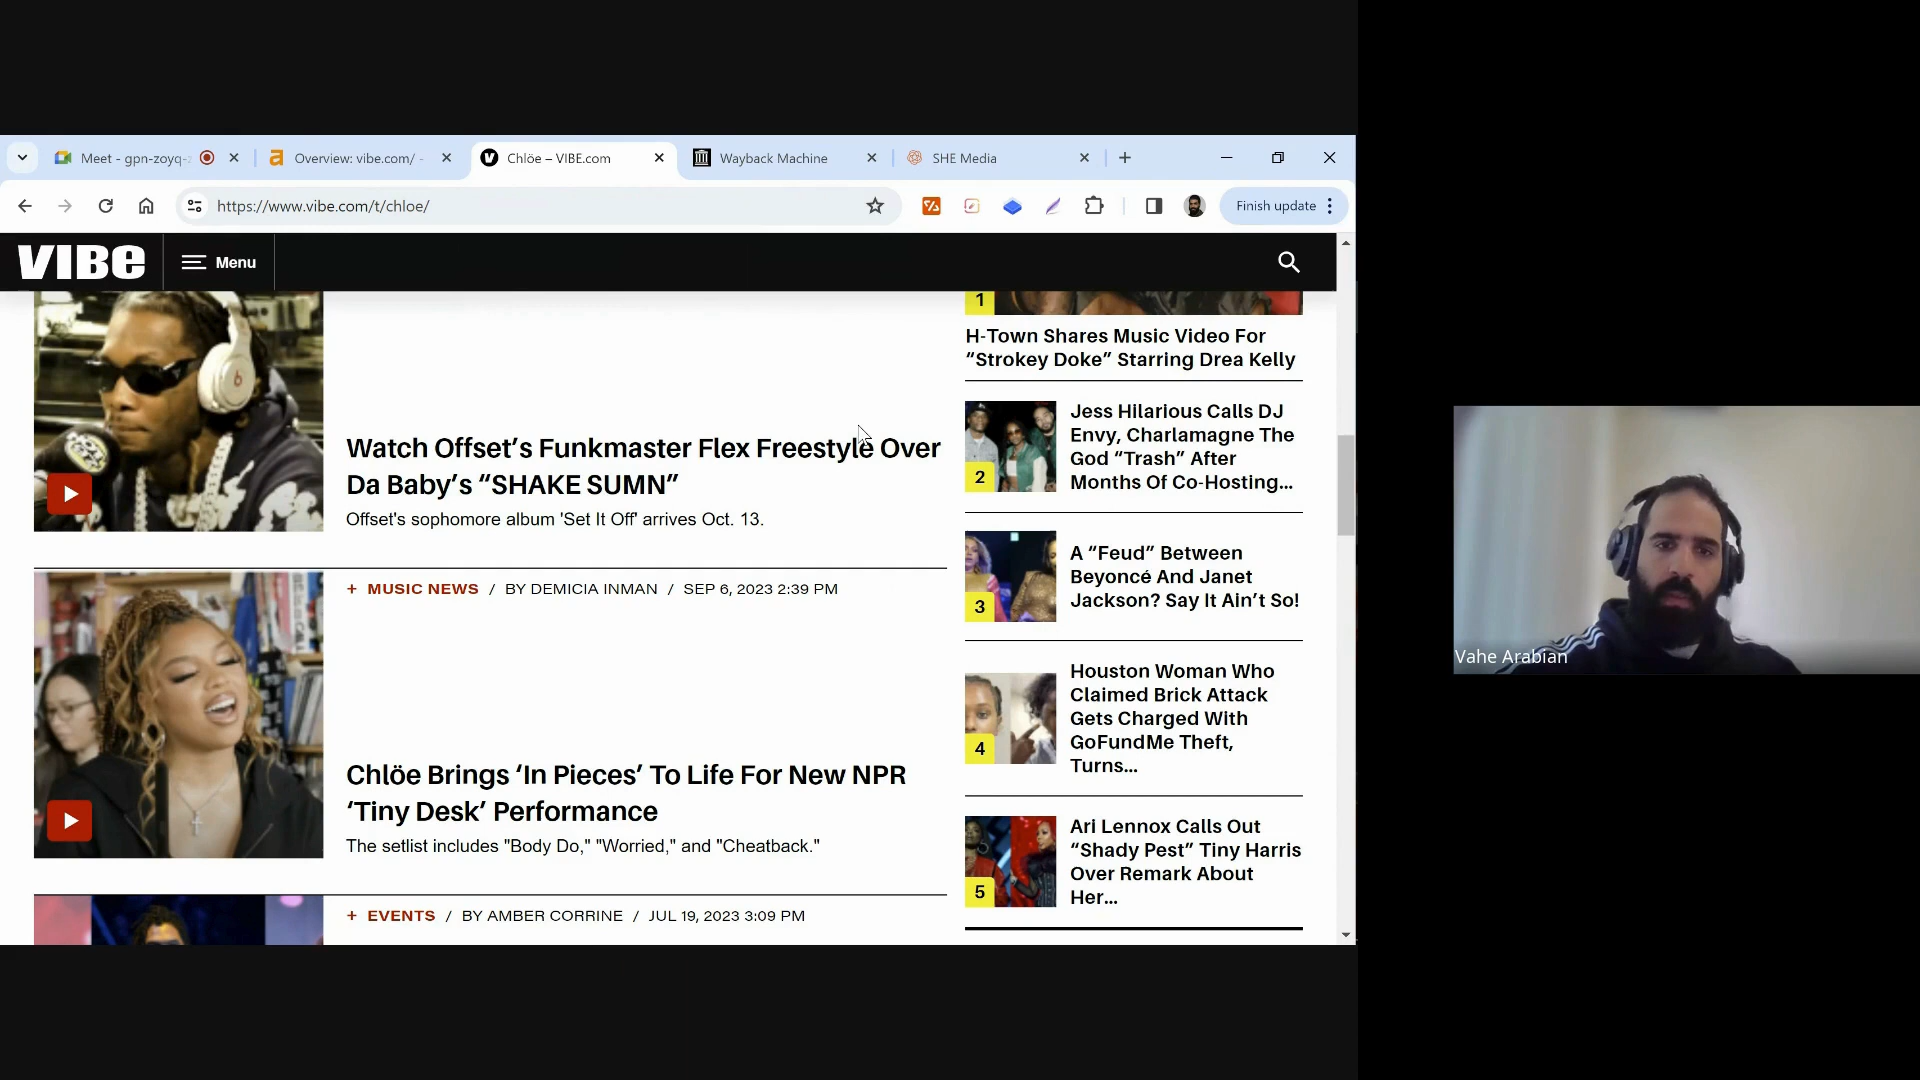 Meet - gpn-zoyq-
Overview: vibe.com/ -
Chlöe – VIBE.com
Wayback Machine
SHE Media
https://www.vibe.com/t/chloe/
Finish update
VIBE
Menu
Watch Offset’s Funkmaster Flex Freestyle Over
Da Baby’s “SHAKE SUMN”
Offset's sophomore album 'Set It Off' arrives Oct. 13.
+ MUSIC NEWS / BY DEMICIA INMAN / SEP 6, 2023 2:39 PM
Chlöe Brings ‘In Pieces’ To Life For New NPR
‘Tiny Desk’ Performance
The setlist includes "Body Do," "Worried," and "Cheatback."
+ EVENTS / BY AMBER CORRINE / JUL 19, 2023 3:09 PM
1
H-Town Shares Music Video For
“Strokey Doke” Starring Drea Kelly
2
Jess Hilarious Calls DJ
Envy, Charlamagne The
God “Trash” After
Months Of Co-Hosting...
3
A “Feud” Between
Beyoncé And Janet
Jackson? Say It Ain’t So!
4
Houston Woman Who
Claimed Brick Attack
Gets Charged With
GoFundMe Theft,
Turns...
5
Ari Lennox Calls Out
“Shady Pest” Tiny Harris
Over Remark About
Her...
Vahe Arabian